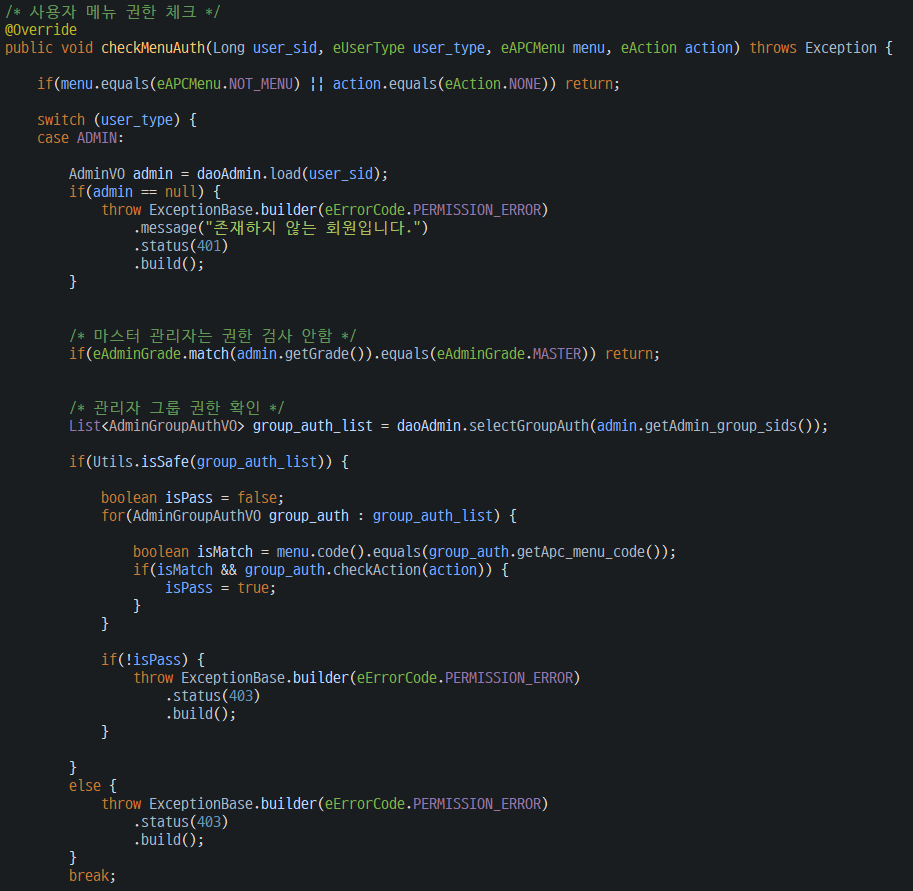 /* 사용자 메뉴 권한 체크 */
@Override
public void checkMenuAuth(Long user_sid, eUserType user_type, eAPCMenu menu, eAction action) throws Exception {
if(menu.equals(eAPCMenu.NOT_MENU) || action.equals(eAction.NONE)) return;
switch (user_type) {
case ADMIN:
AdminVO admin = daoAdmin.load(user_sid);
if(admin == null) {
throw ExceptionBase.builder(eErrorCode.PERMISSION_ERROR)
.message("존재하지 않는 회원입니다.")
.status(401)
.build();
}
/* 마스터 관리자는 권한 검사 안함 */
if(eAdminGrade.match(admin.getGrade()).equals(eAdminGrade.MASTER)) return;
/* 관리자 그룹 권한 확인 */
List<AdminGroupAuthVO> group_auth_list = daoAdmin.selectGroupAuth(admin.getAdmin_group_sids());
if(Utils.isSafe(group_auth_list)) {
boolean isPass = false;
for(AdminGroupAuthVO group_auth : group_auth_list) {
boolean isMatch = menu.code().equals(group_auth.getApc_menu_code());
if(isMatch && group_auth.checkAction(action)) {
isPass = true;
}
}
if(!isPass) {
throw ExceptionBase.builder(eErrorCode.PERMISSION_ERROR)
.status(403)
.build();
}
}
else {
throw ExceptionBase.builder(eErrorCode.PERMISSION_ERROR)
.status(403)
.build();
}
break;